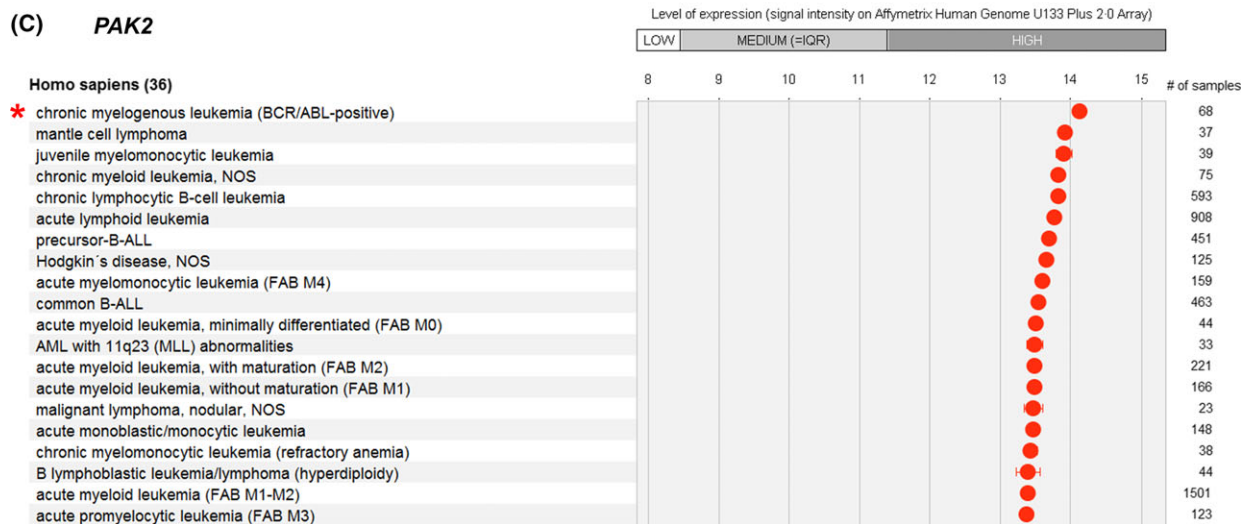 (C) PAK2
Level of expression (signal intensity on Affymetrix Human Genome U133 Plus 2·0 Array)
LOW MEDIUM (=IQR) HIGH
Homo sapiens (36) 8 9 10 11 12 13 14 15 # of samples
* chronic myelogenous leukemia (BCR/ABL-positive) 68
mantle cell lymphoma 37
juvenile myelomonocytic leukemia 39
chronic myeloid leukemia, NOS 75
chronic lymphocytic B-cell leukemia 593
acute lymphoid leukemia 908
precursor-B-ALL 451
Hodgkin´s disease, NOS 125
acute myelomonocytic leukemia (FAB M4) 159
common B-ALL 463
acute myeloid leukemia, minimally differentiated (FAB M0) 44
AML with 11q23 (MLL) abnormalities 33
acute myeloid leukemia, with maturation (FAB M2) 221
acute myeloid leukemia, without maturation (FAB M1) 166
malignant lymphoma, nodular, NOS 23
acute monoblastic/monocytic leukemia 148
chronic myelomonocytic leukemia (refractory anemia) 38
B lymphoblastic leukemia/lymphoma (hyperdiploidy) 44
acute myeloid leukemia (FAB M1-M2) 1501
acute promyelocytic leukemia (FAB M3) 123